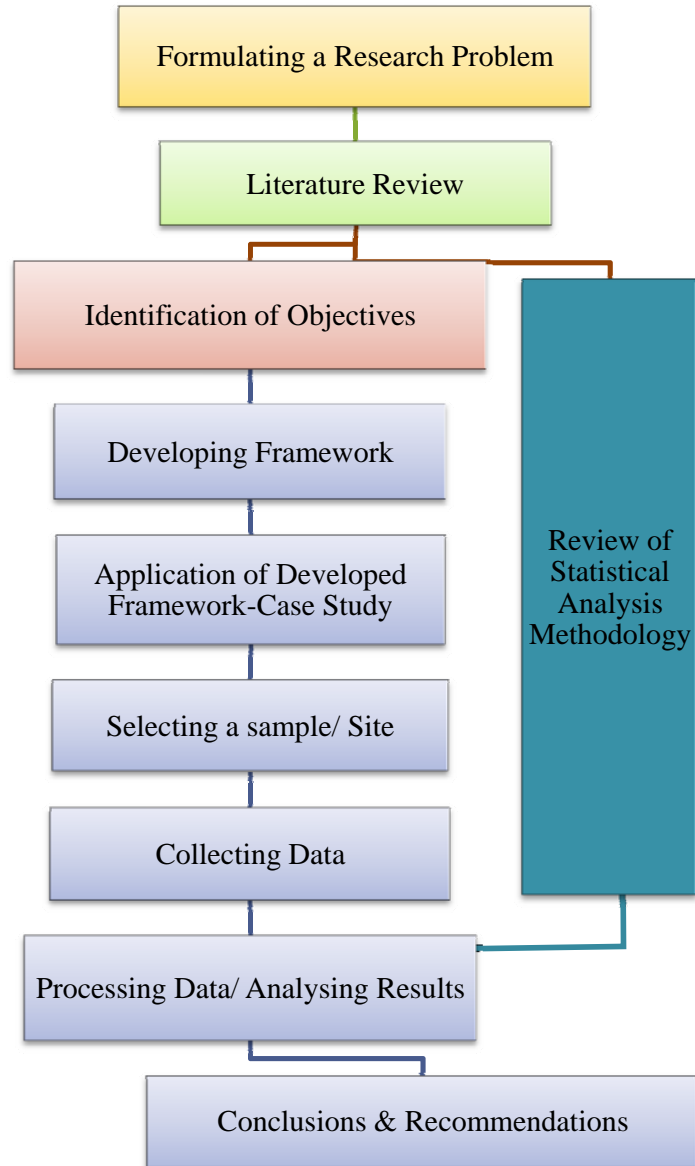 Formulating a Research Problem
Literature Review
Identification of Objectives
Developing Framework
Application of Developed
Framework-Case Study
Selecting a sample/ Site
Collecting Data
Review of
Statistical
Analysis
Methodology
Processing Data/ Analysing Results
Conclusions & Recommendations